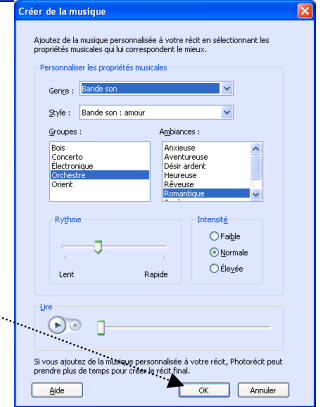 Créer de la musique
Ajoutez de la musique personnalisée à votre récit en sélectionnant les
propriétés musicales qui lui correspondent le mieux.
Personnaliser les propriétés musicales
Genre : Bande son
Style : Bande son : amour
Groupes : Ambiances :
Bois Anxieuse
Concerto Aventureuse
Électronique Désir ardent
Orchestre Heureuse
Orient Rêveuse
Romantique
Rythme Intensité
Faible
Normale
Élevée
Lent Rapide
Lire
Si vous ajoutez de la musique personnalisée à votre récit, Photorécit peut
prendre plus de temps pour créer le récit final.
Aide OK Annuler